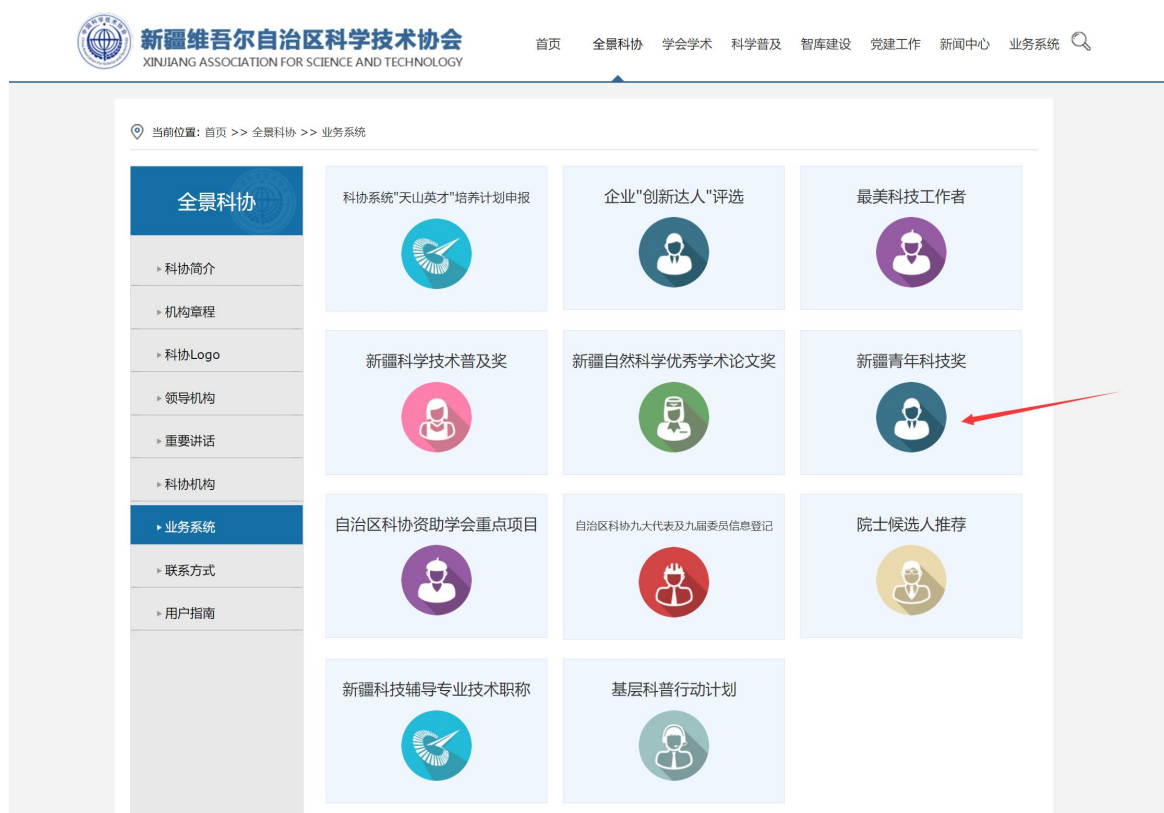 新疆维吾尔自治区科学技术协会
XINJIANG ASSOCIATION FOR SCIENCE AND TECHNOLOGY
首页 全景科协 学会学术 科学普及 智库建设 党建工作 新闻中心 业务系统
当前位置: 首页 >> 全景科协 >> 业务系统
全景科协
科协简介
机构章程
科协Logo
领导机构
重要讲话
科协机构
业务系统
联系方式
用户指南
科协系统"天山英才"培养计划申报
企业"创新达人"评选
最美科技工作者
新疆科学技术普及奖
新疆自然科学优秀学术论文奖
新疆青年科技奖
自治区科协资助学会重点项目
自治区科协九大代表及九届委员信息登记
院士候选人推荐
新疆科技辅导专业技术职称
基层科普行动计划